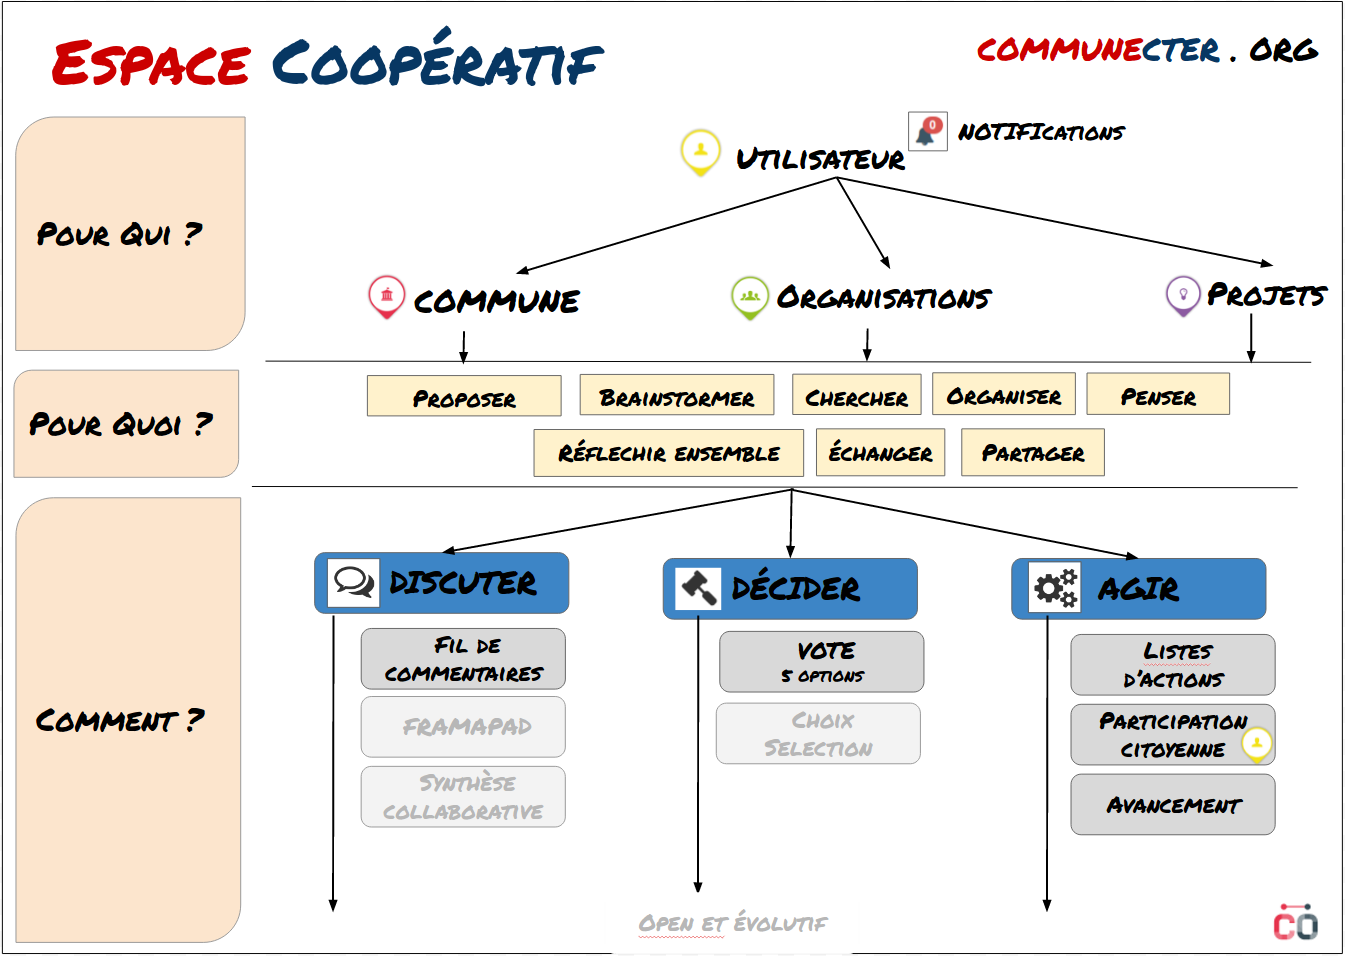 Espace Coopératif
COMMUNECTER . ORG
0
NOTIFICATIONS
Utilisateur
Pour Qui ?
COMMUNE
Organisations
Projets
Pour Quoi ?
Proposer
Brainstormer
Chercher
Organiser
Penser
Réflechir ensemble
Échanger
Partager
Comment ?
DISCUTER
DÉCIDER
AGIR
Fil de
commentaires
FRAMAPAD
Synthèse
collaborative
VOTE
5 options
Choix
Selection
Listes
d'actions
Participation
citoyenne
Avancement
Open et évolutif
CO